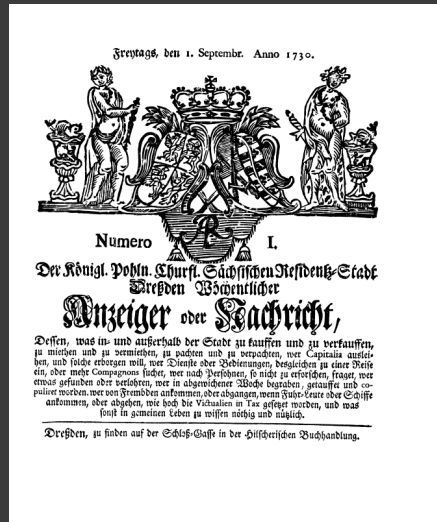 Freytags, den 1. Septembr. Anno 1730.
AR
Numero I.
Der Königl. Pohln. Churfl. Sächsischen Residentz-Stadt
Dreßden Wöchentlicher
Anzeiger oder Nachricht,
Dessen, was in- und außerhalb der Stadt zu kauffen und zu verkauffen,
zu miethen und zu vermiethen, zu pachten und zu verpachten, wer Capitalia auslei-
hen, und solche erborgen will, wer Dienste oder Bedienungen, desgleichen zu einer Reise
ein, oder mehr Compagnons suchet, wer nach Persohnen, so nicht zu erforschen, fraget, wer
etwas gefunden oder verlohren, wer in abgewichener Woche begraben, getauffet und co-
puliret worden. wer von Frembden ankommen, oder abgangen, wenn Fuhr-Leute oder Schiffe
ankommen, oder abgehen, wie hoch die Victualien in Tax gesetzet worden, und was
sonst in gemeinen Leben zu wissen nöthig und nützlich.
Dreßden, zu finden auf der Schloß-Gasse in der Hilscherischen Buchhandlung.